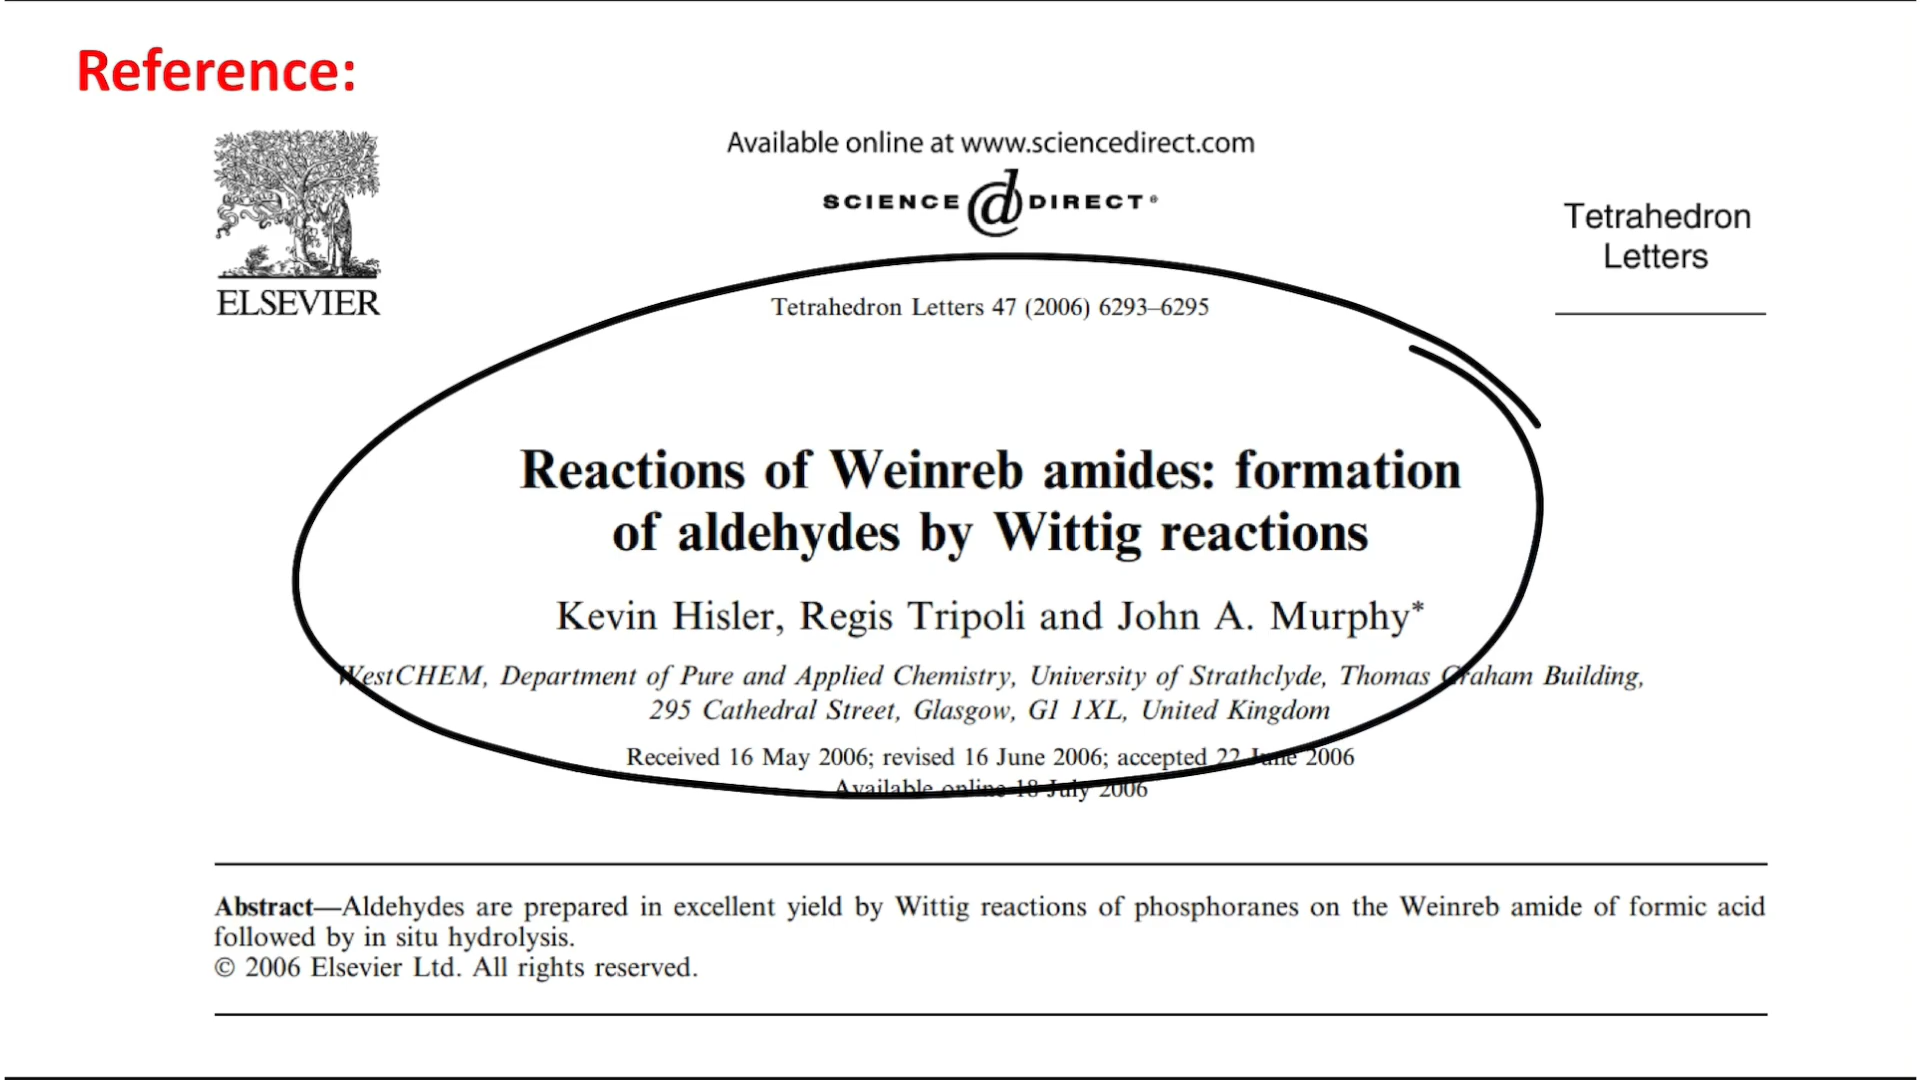 Reference:
Available online at www.sciencedirect.com
SCIENCE d DIRECT®
Tetrahedron
Letters
ELSEVIER
Tetrahedron Letters 47 (2006) 6293–6295
Reactions of Weinreb amides: formation
of aldehydes by Wittig reactions
Kevin Hisler, Regis Tripoli and John A. Murphy*
WestCHEM, Department of Pure and Applied Chemistry, University of Strathclyde, Thomas Graham Building,
295 Cathedral Street, Glasgow, G1 1XL, United Kingdom
Received 16 May 2006; revised 16 June 2006; accepted 22 June 2006
Available online 18 July 2006
Abstract—Aldehydes are prepared in excellent yield by Wittig reactions of phosphoranes on the Weinreb amide of formic acid
followed by in situ hydrolysis.
© 2006 Elsevier Ltd. All rights reserved.